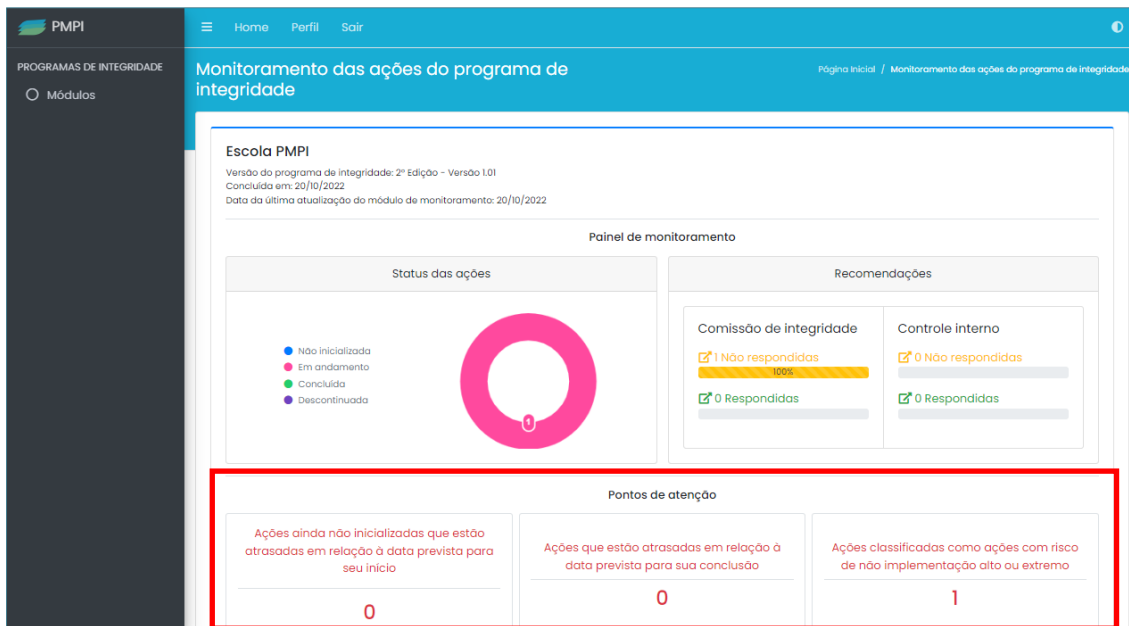 PMPI
Home Perfil Sair
PROGRAMAS DE INTEGRIDADE
Módulos
Monitoramento das ações do programa de
integridade
Página Inicial / Monitoramento das ações do programa de integridade
Escola PMPI
Versão do programa de integridade: 2º Edição - Versão 1.01
Concluída em: 20/10/2022
Data da última atualização do módulo de monitoramento: 20/10/2022
Painel de monitoramento
Status das ações
Não inicializada
Em andamento
Concluída
Descontinuada
1
Recomendações
Comissão de integridade
1 Não respondidas
100%
0 Respondidas
Controle interno
0 Não respondidas
0 Respondidas
Pontos de atenção
Ações ainda não inicializadas que estão
atrasadas em relação à data prevista para
seu início
0
Ações que estão atrasadas em relação à
data prevista para sua conclusão
0
Ações classificadas como ações com risco
de não implementação alto ou extremo
1